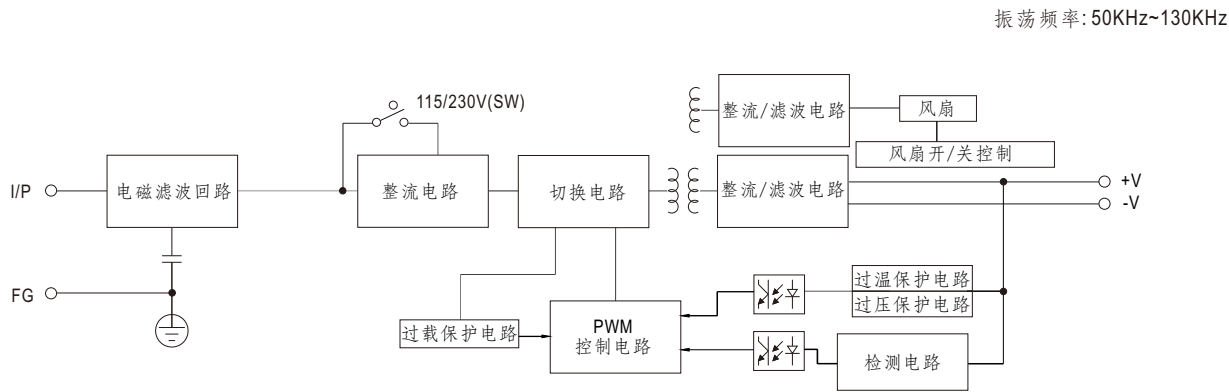 振荡频率:50KHz~130KHz
115/230V(SW)
整流/滤波电路
风扇
风扇开/关控制
I/P
电磁滤波回路
整流电路
切换电路
整流/滤波电路
+V
-V
FG
过载保护电路
PWM
控制电路
过温保护电路
过压保护电路
检测电路